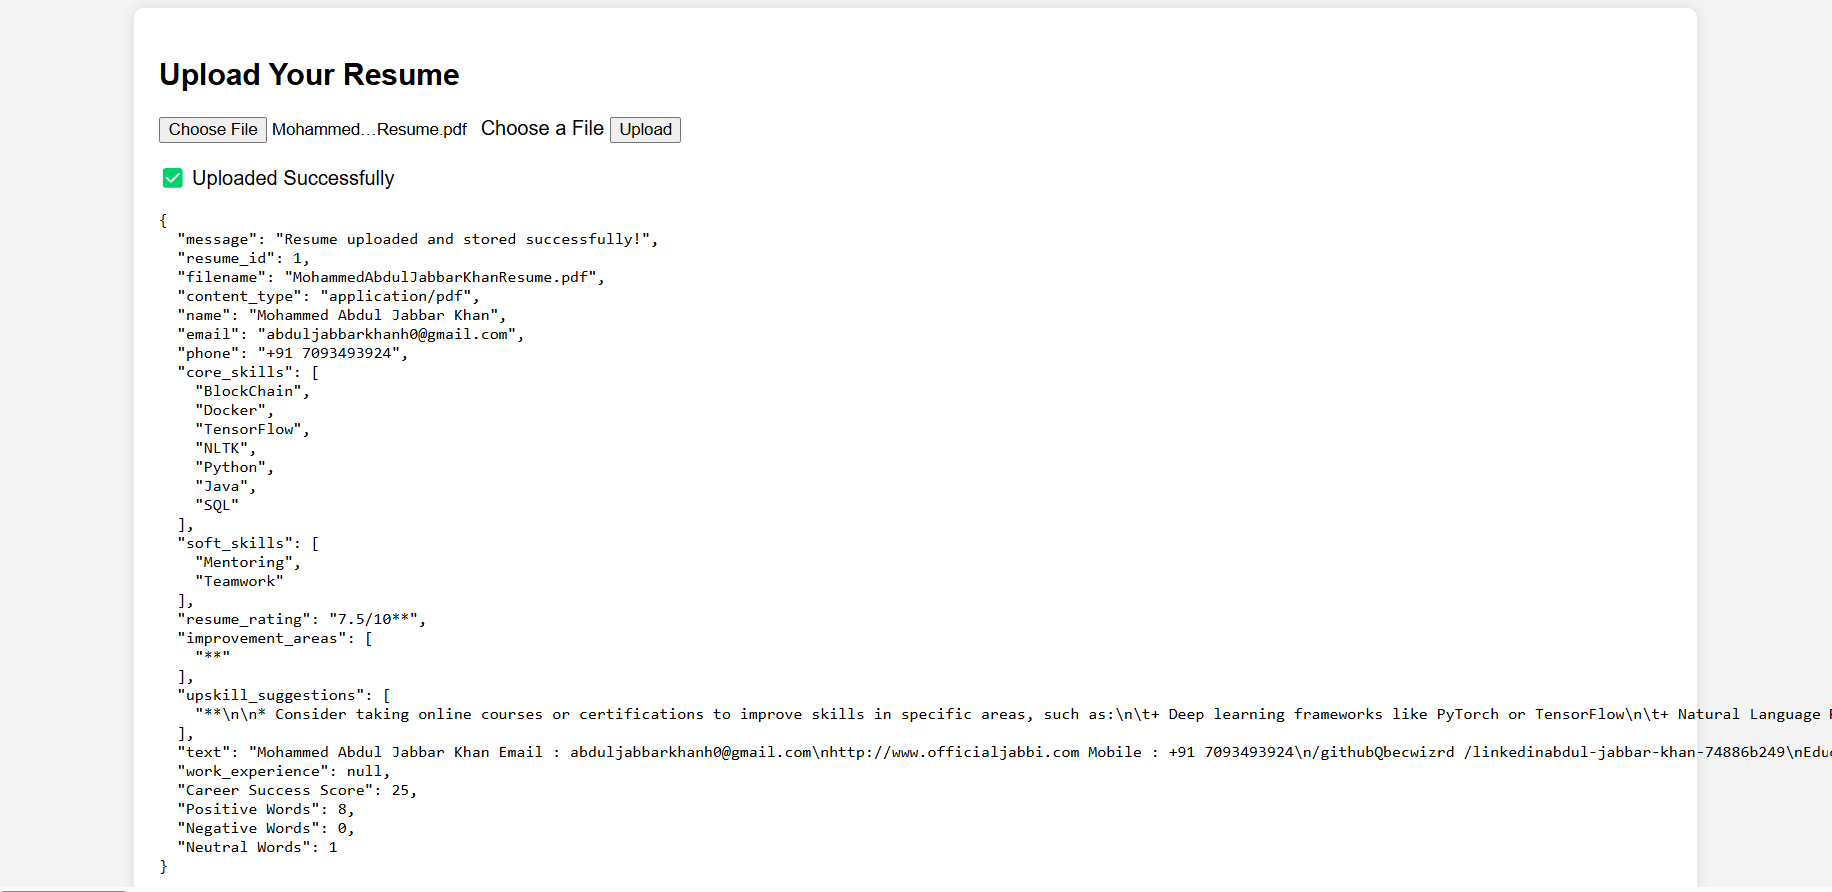 Upload Your Resume
Choose File Mohammed...Resume.pdf Choose a File Upload
Uploaded Successfully
{
"message": "Resume uploaded and stored successfully!",
"resume_id": 1,
"filename": "MohammedAbdulJabbarKhanResume.pdf",
"content_type": "application/pdf",
"name": "Mohammed Abdul Jabbar Khan",
"email": "abduljabbarkhanh0@gmail.com",
"phone": "+91 7093493924",
"core_skills": [
"BlockChain",
"Docker",
"TensorFlow",
"NLTK",
"Python",
"Java",
"SQL"
],
"soft_skills": [
"Mentoring",
"Teamwork"
],
"resume_rating": "7.5/10**",
"improvement_areas": [
"**"
],
"upskill_suggestions": [
"**\n\n* Consider taking online courses or certifications to improve skills in specific areas, such as:\n\t+ Deep learning frameworks like PyTorch or TensorFlow\n\t+ Natural Language
],
"text": "Mohammed Abdul Jabbar Khan Email : abduljabbarkhanh0@gmail.com\nhttp://www.officialjabbi.com Mobile : +91 7093493924\n/githubQbecwizrd /linkedinabdul-jabbar-khan-74886b249\nEdu
"work_experience": null,
"Career Success Score": 25,
"Positive Words": 8,
"Negative Words": 0,
"Neutral Words": 1
}